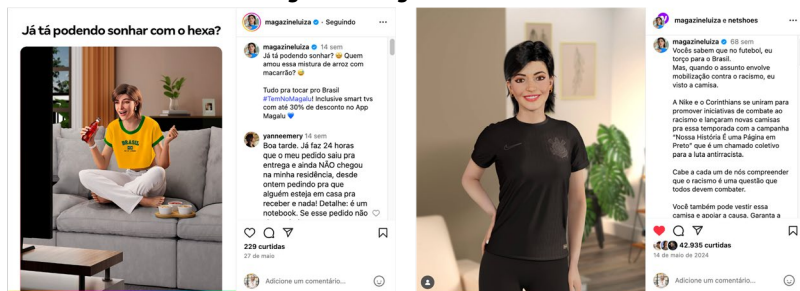 Já tá podendo sonhar com o hexa?
BRASIL
magazineluiza • Seguindo
magazineluiza 14 sem
Já tá podendo sonhar? 🤩 Quem
amou essa mistura de arroz com
macarrão? 😅
Tudo pra tocar pro Brasil
#TemNoMagalu! Inclusive smart tvs
com até 30% de desconto no App
Magalu 💙
yanneemery 14 sem
Boa tarde. Já faz 24 horas
que o meu pedido saiu pra
entrega e ainda NÃO chegou
na minha residência, desde
ontem pedindo pra que
alguém esteja em casa pra
receber e nada! Detalhe: é um
notebook. Se esse pedido não
229 curtidas
27 de maio
Adicione um comentário...
magazineluiza e netshoes
magazineluiza 68 sem
Vocês sabem que no futebol, eu
torço para o Brasil.
Mas, quando o assunto envolve
mobilização contra o racismo, eu
visto a camisa.
A Nike e o Corinthians se uniram para
promover iniciativas de combate ao
racismo e lançaram novas camisas
pra essa temporada com a campanha
“Nossa História É uma Página em
Preto” que é um chamado coletivo
para a luta antirracista.
Cabe a cada um de nós compreender
que o racismo é uma questão que
todos devem combater.
Você também pode vestir essa
camisa e apoiar a causa. Garanta a
42.935 curtidas
14 de maio de 2024
Adicione um comentário...